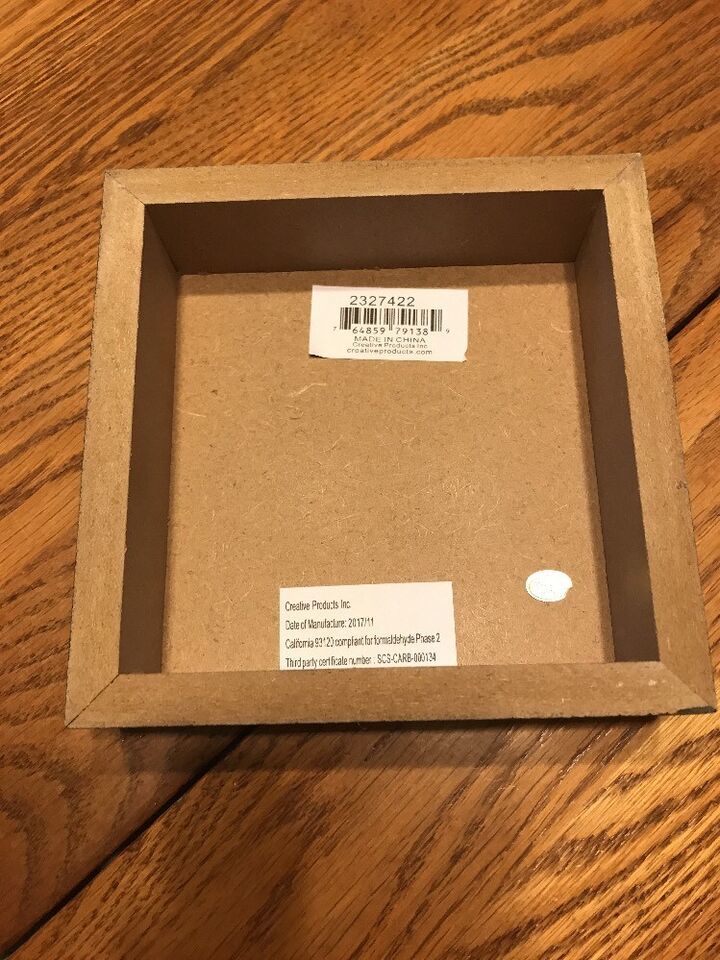 2327422
7 64859 79138 9
MADE IN CHINA
Creative Products Inc.
creativeproducts.com
Creative Products Inc.
Date of Manufacture: 2017/11
California 93120 compliant for formaldehyde Phase 2
Third party certificate number : SCS-CARB-000134